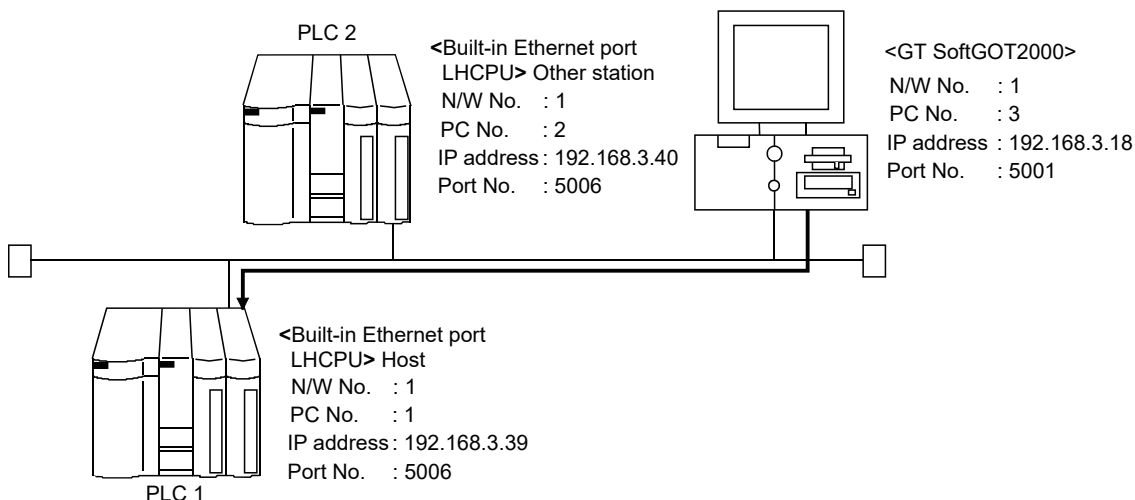 PLC 2
<Built-in Ethernet port
LHCPU> Other station
N/W No. : 1
PC No. : 2
IP address : 192.168.3.40
Port No. : 5006
<GT SoftGOT2000>
N/W No. : 1
PC No. : 3
IP address : 192.168.3.18
Port No. : 5001
<Built-in Ethernet port
LHCPU> Host
N/W No. : 1
PC No. : 1
IP address : 192.168.3.39
Port No. : 5006
PLC 1